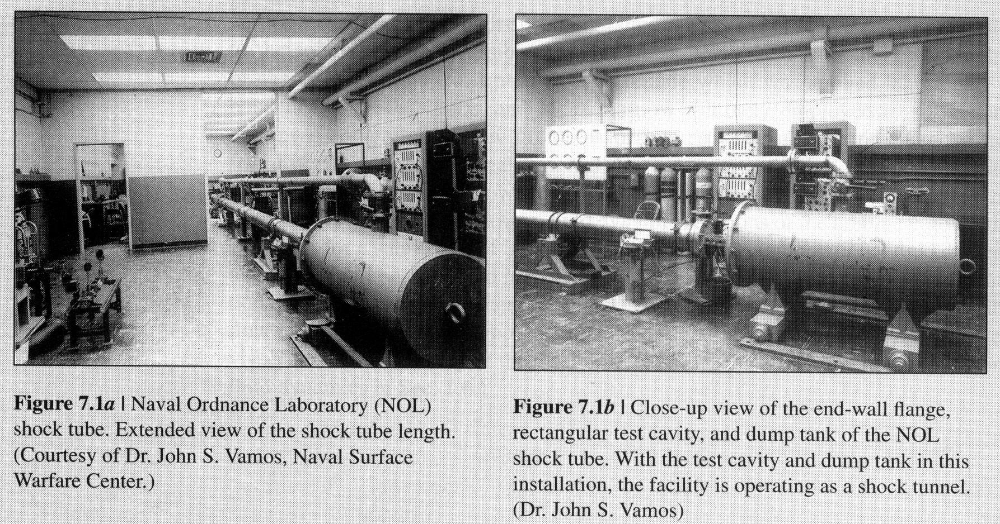 Figure 7.1a | Naval Ordnance Laboratory (NOL)
shock tube. Extended view of the shock tube length.
(Courtesy of Dr. John S. Vamos, Naval Surface
Warfare Center.)
Figure 7.1b | Close-up view of the end-wall flange,
rectangular test cavity, and dump tank of the NOL
shock tube. With the test cavity and dump tank in this
installation, the facility is operating as a shock tunnel.
(Dr. John S. Vamos)